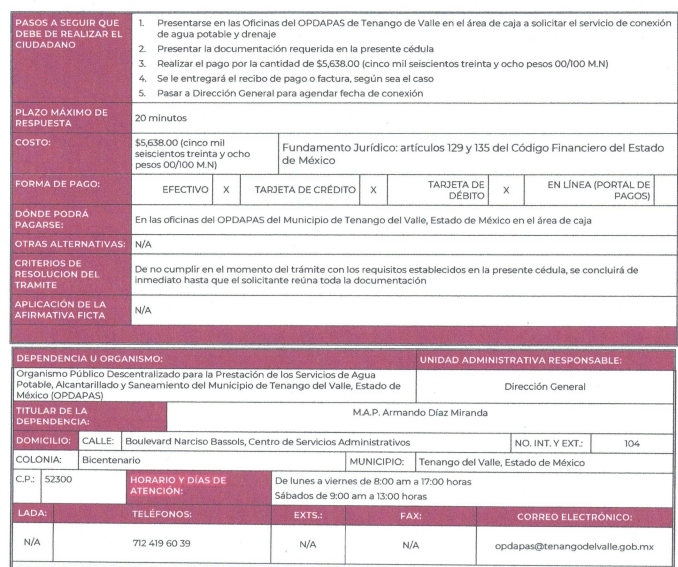 PASOS A SEGUIR QUE
DEBE DE REALIZAR EL
CIUDADANO
1. Presentarse en las Oficinas del OPDAPAS de Tenango de Valle en el área de caja a solicitar el servicio de conexión
de agua potable y drenaje
2. Presentar la documentación requerida en la presente cédula
3. Realizar el pago por la cantidad de $5,638.00 (cinco mil seiscientos treinta y ocho pesos 00/100 M.N)
4. Se le entregará el recibo de pago o factura, según sea el caso
5. Pasar a Dirección General para agendar fecha de conexión
PLAZO MÁXIMO DE
RESPUESTA
20 minutos
COSTO:
$5,638.00 (cinco mil
seiscientos treinta y ocho
pesos 00/100 M.N)
Fundamento Jurídico: artículos 129 y 135 del Código Financiero del Estado
de México
FORMA DE PAGO:
EFECTIVO X TARJETA DE CRÉDITO X TARJETA DE
DÉBITO X EN LÍNEA (PORTAL DE
PAGOS)
DÓNDE PODRÁ
PAGARSE:
En las oficinas del OPDAPAS del Municipio de Tenango del Valle, Estado de México en el área de caja
OTRAS ALTERNATIVAS: N/A
CRITERIOS DE
RESOLUCION DEL
TRAMITE
De no cumplir en el momento del trámite con los requisitos establecidos en la presente cédula, se concluirá de
inmediato hasta que el solicitante reúna toda la documentación
APLICACIÓN DE LA
AFIRMATIVA FICTA
N/A
DEPENDENCIA U ORGANISMO: UNIDAD ADMINISTRATIVA RESPONSABLE:
Organismo Público Descentralizado para la Prestación de los Servicios de Agua
Potable, Alcantarillado y Saneamiento del Municipio de Tenango del Valle, Estado de
México (OPDAPAS)
Dirección General
TITULAR DE LA
DEPENDENCIA:
M.A.P. Armando Díaz Miranda
DOMICILIO: CALLE: Boulevard Narciso Bassols, Centro de Servicios Administrativos NO. INT. Y EXT.: 104
COLONIA: Bicentenario MUNICIPIO: Tenango del Valle, Estado de México
C.P.: 52300 HORARIO Y DÍAS DE
ATENCIÓN:
De lunes a viernes de 8:00 am a 17:00 horas
Sábados de 9:00 am a 13:00 horas
LADA: TELÉFONOS: EXTS.: FAX: CORREO ELECTRÓNICO:
N/A 712 419 60 39 N/A N/A opdapas@tenangodelvalle.gob.mx